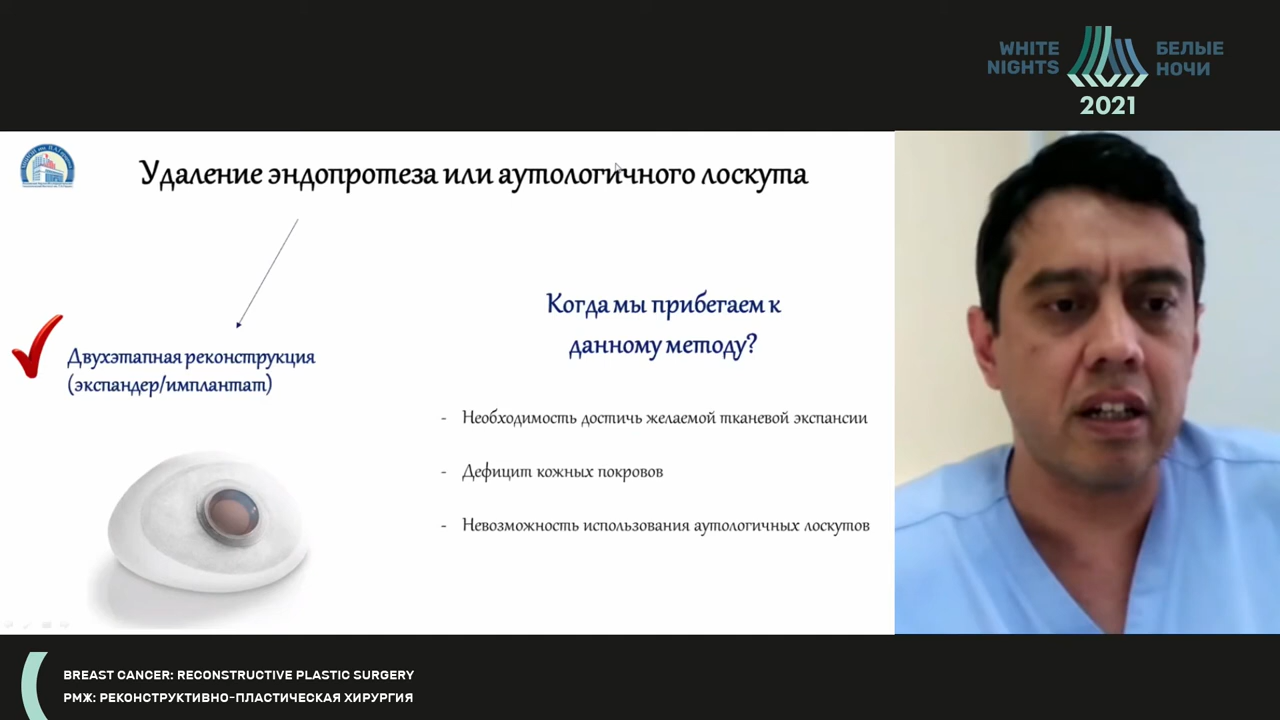 WHITE
NIGHTS
БЕЛЫЕ
НОЧИ
2021
Удаление эндопротеза или аутологичного лоскута
Двухэтапная реконструкция
(экспандер/имплантат)
Когда мы прибегаем к
данному методу?
- Необходимость достичь желаемой тканевой экспансии
- Дефицит кожных покровов
- Невозможность использования аутологичных лоскутов
BREAST CANCER: RECONSTRUCTIVE PLASTIC SURGERY
РМЖ: РЕКОНСТРУКТИВНО-ПЛАСТИЧЕСКАЯ ХИРУРГИЯ